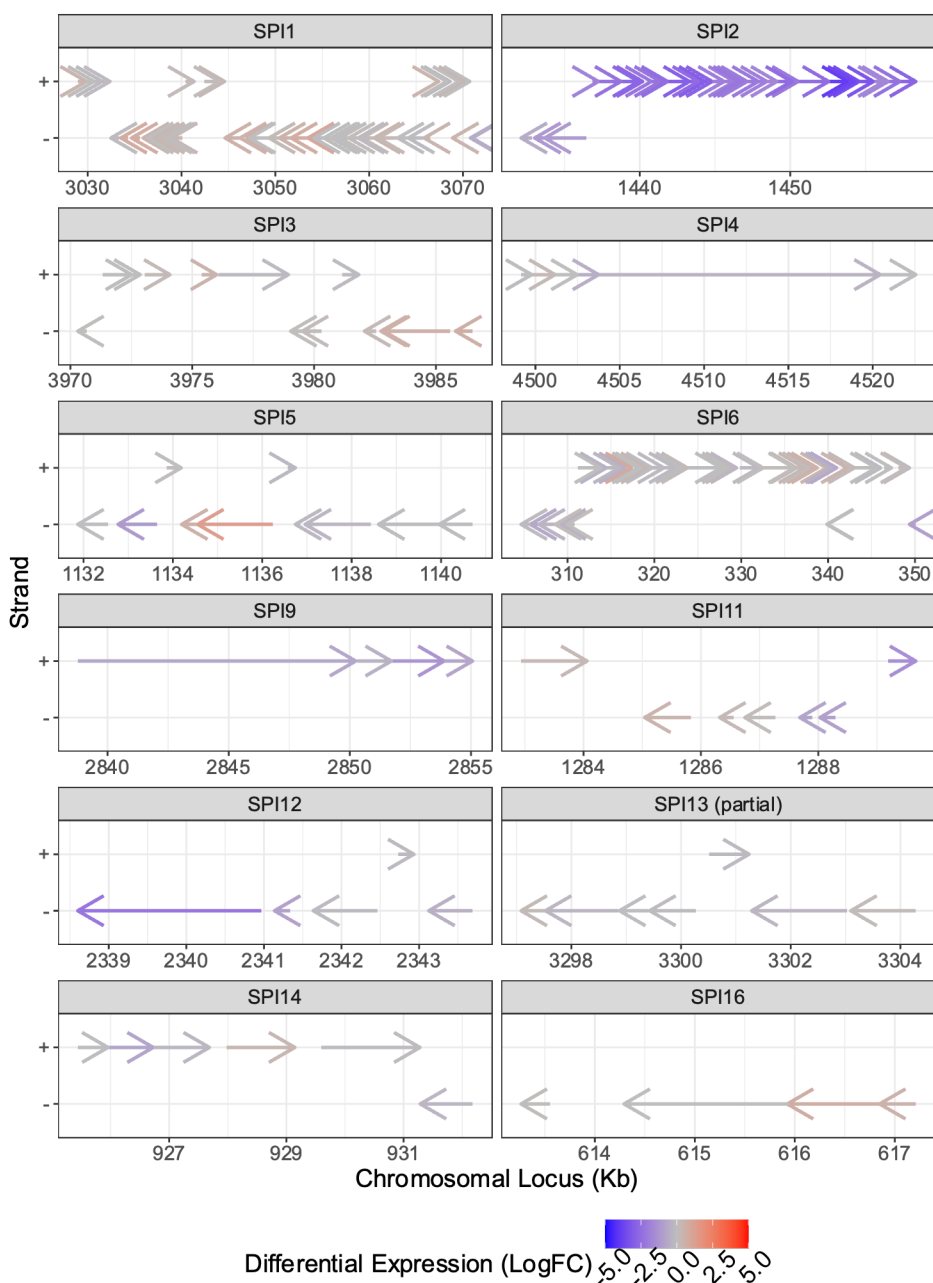 SPI1 SPI2
+
-
3030 3040 3050 3060 3070 1440 1450
SPI3 SPI4
+
-
3970 3975 3980 3985 4500 4505 4510 4515 4520
SPI5 SPI6
+
-
1132 1134 1136 1138 1140 310 320 330 340 350
SPI9 SPI11
+
-
2840 2845 2850 2855 1284 1286 1288
SPI12 SPI13 (partial)
+
-
2339 2340 2341 2342 2343 3298 3300 3302 3304
SPI14 SPI16
+
-
927 929 931 614 615 616 617
Strand
Chromosomal Locus (Kb)
Differential Expression (LogFC)
-5.0 -2.5 0.0 2.5 5.0